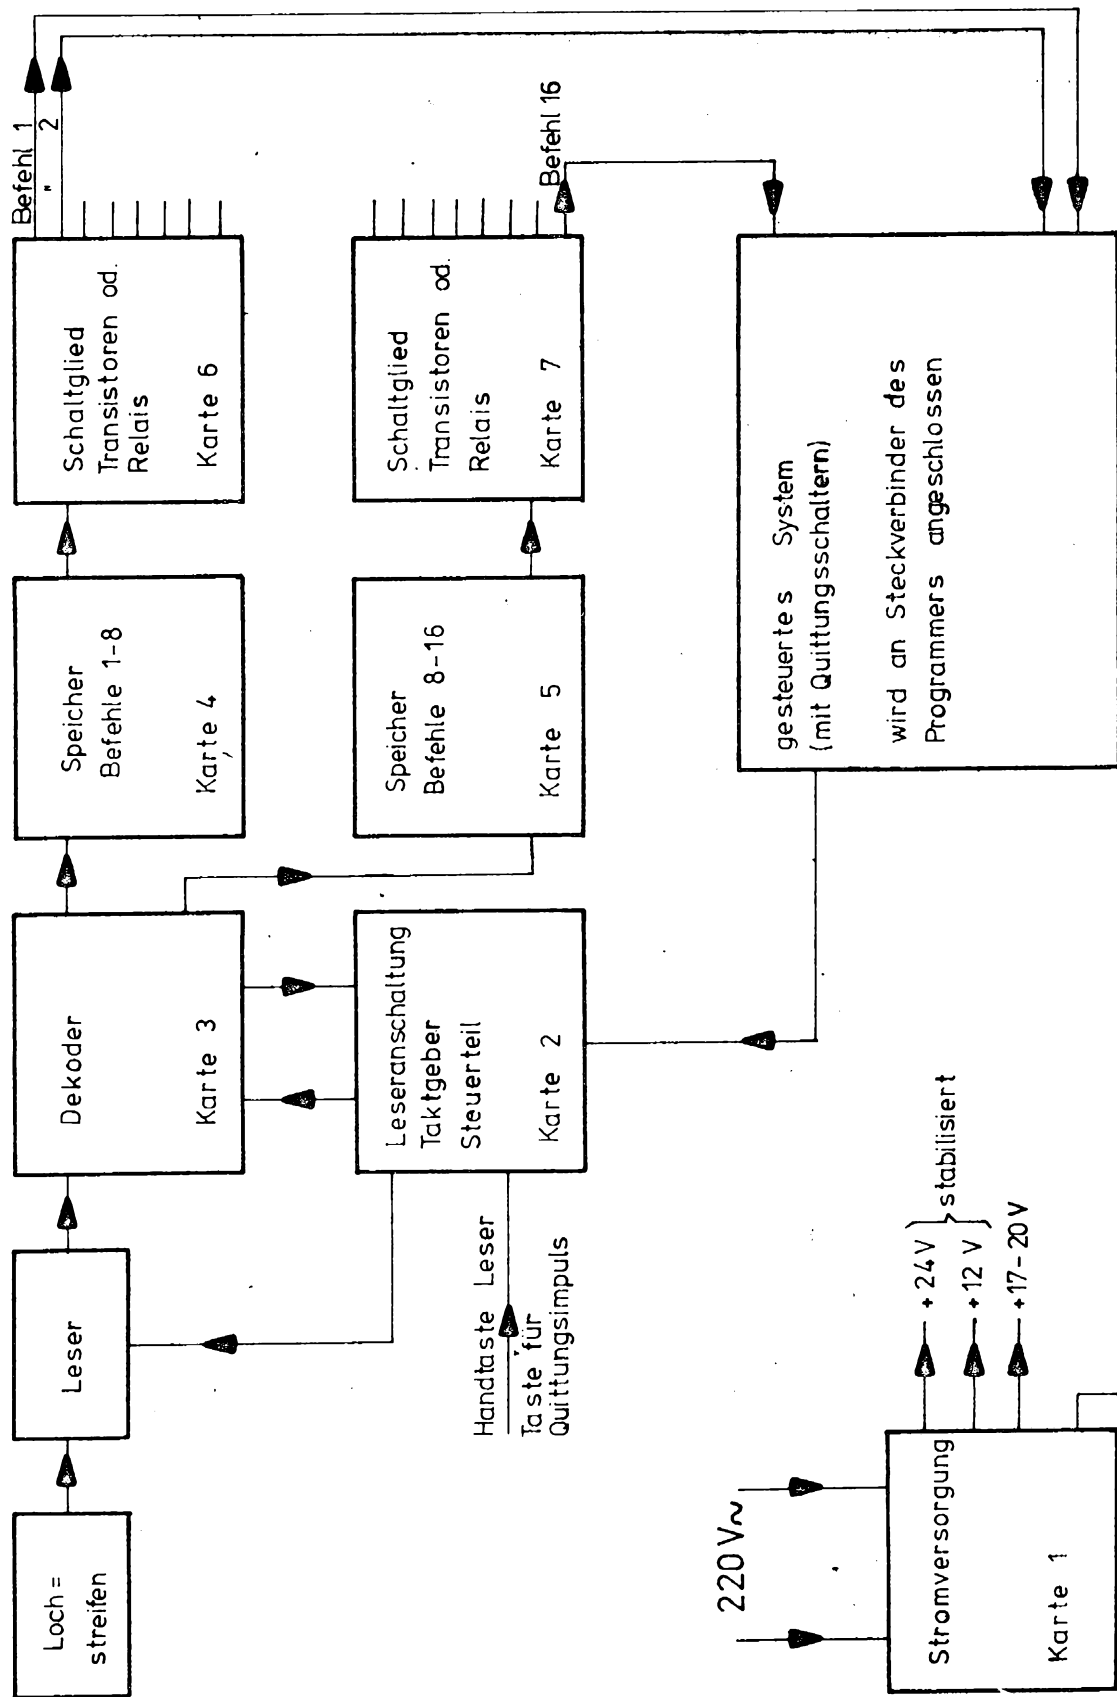 Loch=
streifen
Leser
Dekoder
Karte 3
Speicher
Befehle 1-8
Karte 4
Schaltglied
Transistoren od.
Relais
Karte 6
Befehl 1
" 2
Handtaste Leser
Taste für
Quittungsimpuls
Leseranschaltung
Taktgeber
Steuerteil
Karte 2
Speicher
Befehle 8-16
Karte 5
Schaltglied
Transistoren od.
Relais
Karte 7
Befehl 16
220V~
Stromversorgung
Karte 1
+24V
+12 V
stabilisiert
+17-20V
gesteuertes System
(mit Quittungsschaltern)
wird an Steckverbinder des
Programmers angeschlossen